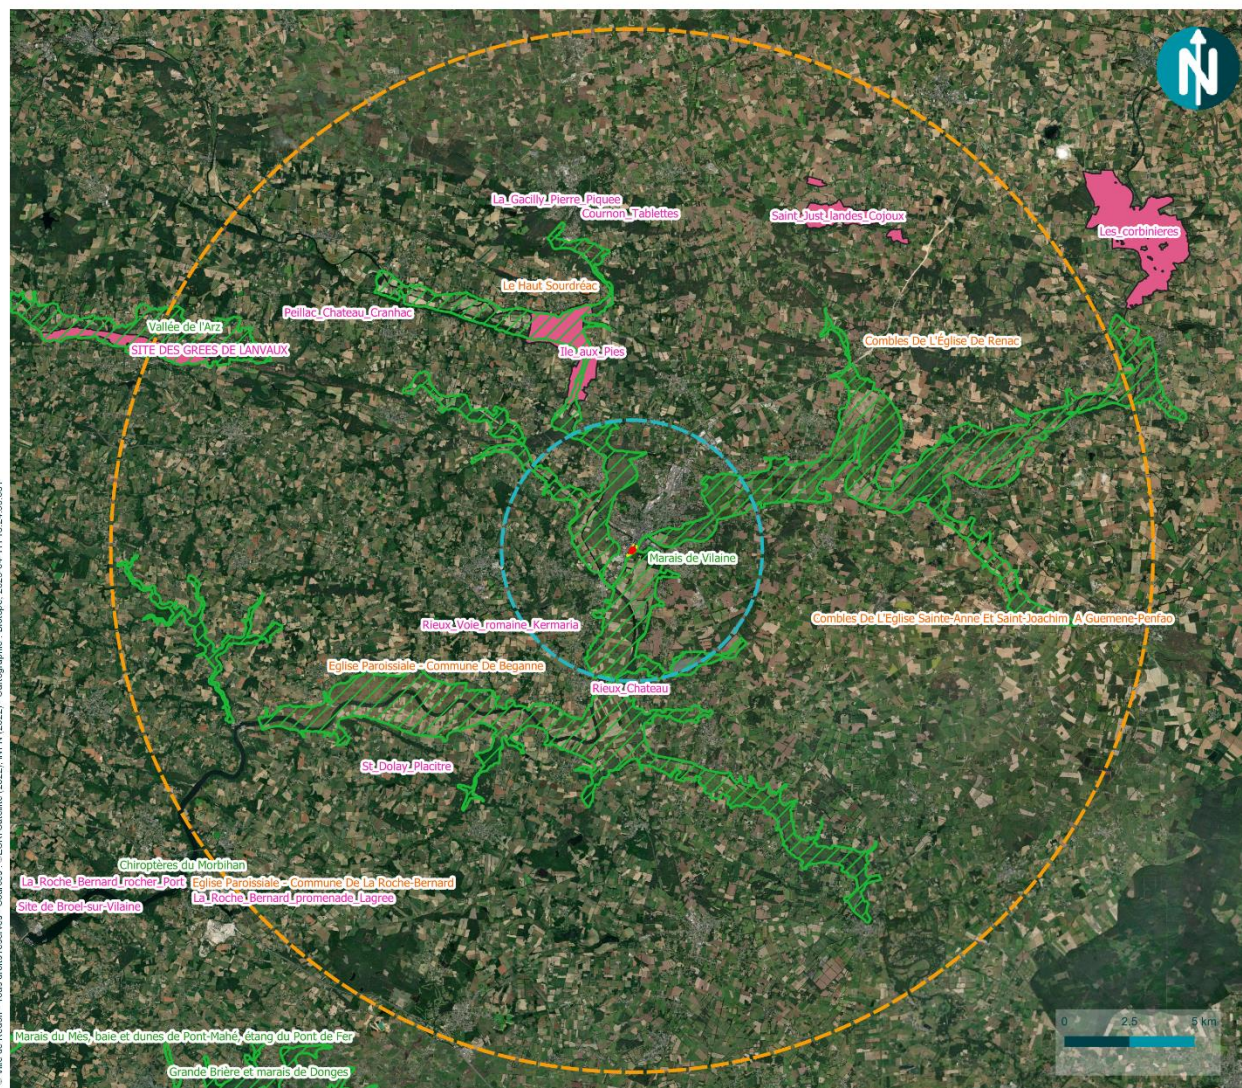 N
La_Gacilly_Pierre_Piquee
Cournon_Tablettes
Saint_Just_landes_Cojoux
Les_corbinieres
Le Haut Sourdréac
Peillac_Chateau_Cranhac
Vallée de l'Arz
SITE DES GREES DE LANVAUX
Ile_aux_Pies
Combles De L'Église De Renac
Marais de Vilaine
Combles De L'Eglise Sainte-Anne Et Saint-Joachim A Guemene-Penfao
Rieux_Voie_romaine_Kermaria
Eglise Paroissiale - Commune De Beganne
Rieux_Chateau
St_Dolay_Placitre
Chiroptères du Morbihan
La_Roche_Bernard_rocher_Port
Eglise Paroissiale - Commune De La Roche-Bernard
La_Roche_Bernard_promenade_Lagree
Site de Broel-sur-Vilaine
0 2.5 5 km
Marais du Mès, baie et dunes de Pont-Mahé, étang du Pont de Fer
Grande Brière et marais de Donges